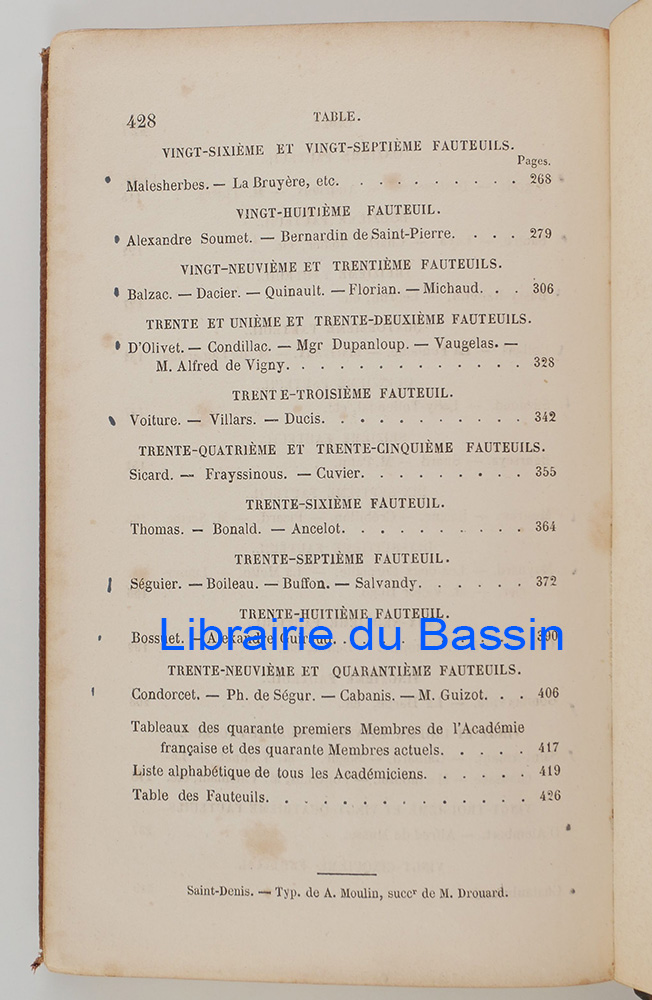 428 TABLE.
VINGT-SIXIÈME ET VINGT-SEPTIÈME FAUTEUILS.
Pages.
Malesherbes. — La Bruyère, etc. . . . . . . . . . 268
VINGT-HUITIÈME FAUTEUIL.
Alexandre Soumet. — Bernardin de Saint-Pierre. . . . 279
VINGT-NEUVIÈME ET TRENTIÈME FAUTEUILS.
Balzac. — Dacier. — Quinault. — Florian. — Michaud. . . 306
TRENTE ET UNIÈME ET TRENTE-DEUXIÈME FAUTEUILS.
D'Olivet. — Condillac. — Mgr Dupanloup. — Vaugelas. —
M. Alfred de Vigny. . . . . . . . . . . . 328
TRENTE-TROISIÈME FAUTEUIL.
Voiture. — Villars. — Ducis. . . . . . . . . . . 342
TRENTE-QUATRIÈME ET TRENTE-CINQUIÈME FAUTEUILS.
Sicard. — Frayssinous. — Cuvier. . . . . . . . . 355
TRENTE-SIXIÈME FAUTEUIL.
Thomas. — Bonald. — Ancelot. . . . . . . . . . 364
TRENTE-SEPTIÈME FAUTEUIL.
Séguier. — Boileau. — Buffon. — Salvandy. . . . . . 372
TRENTE-HUITIÈME FAUTEUIL.
Bossuet. — Alexandre Guiraud. . . . . . . . . . 390
Librairie du Bassin
TRENTE-NEUVIÈME ET QUARANTIÈME FAUTEUILS.
Condorcet. — Ph. de Ségur. — Cabanis. — M. Guizot. . . 406
Tableaux des quarante premiers Membres de l'Académie
française et des quarante Membres actuels. . . . . 417
Liste alphabétique de tous les Académiciens. . . . . . 419
Table des Fauteuils. . . . . . . . . . . . . 426
Saint-Denis. — Typ. de A. Moulin, succr de M. Drouard.